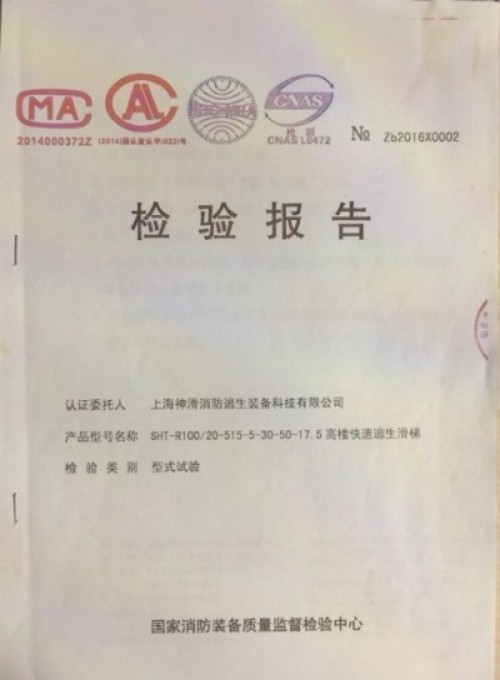 MA
AL
CNAS
检测
2014000372Z
(2014)国认监认字(022)号
CNAS L0472
№ Zb2016X0002
检验报告
认证委托人 上海神滑消防逃生装备科技有限公司
产品型号名称 SHT-R100/20-515-5-30-50-17.5高楼快速逃生滑梯
检验类别 型式试验
国家消防装备质量监督检验中心